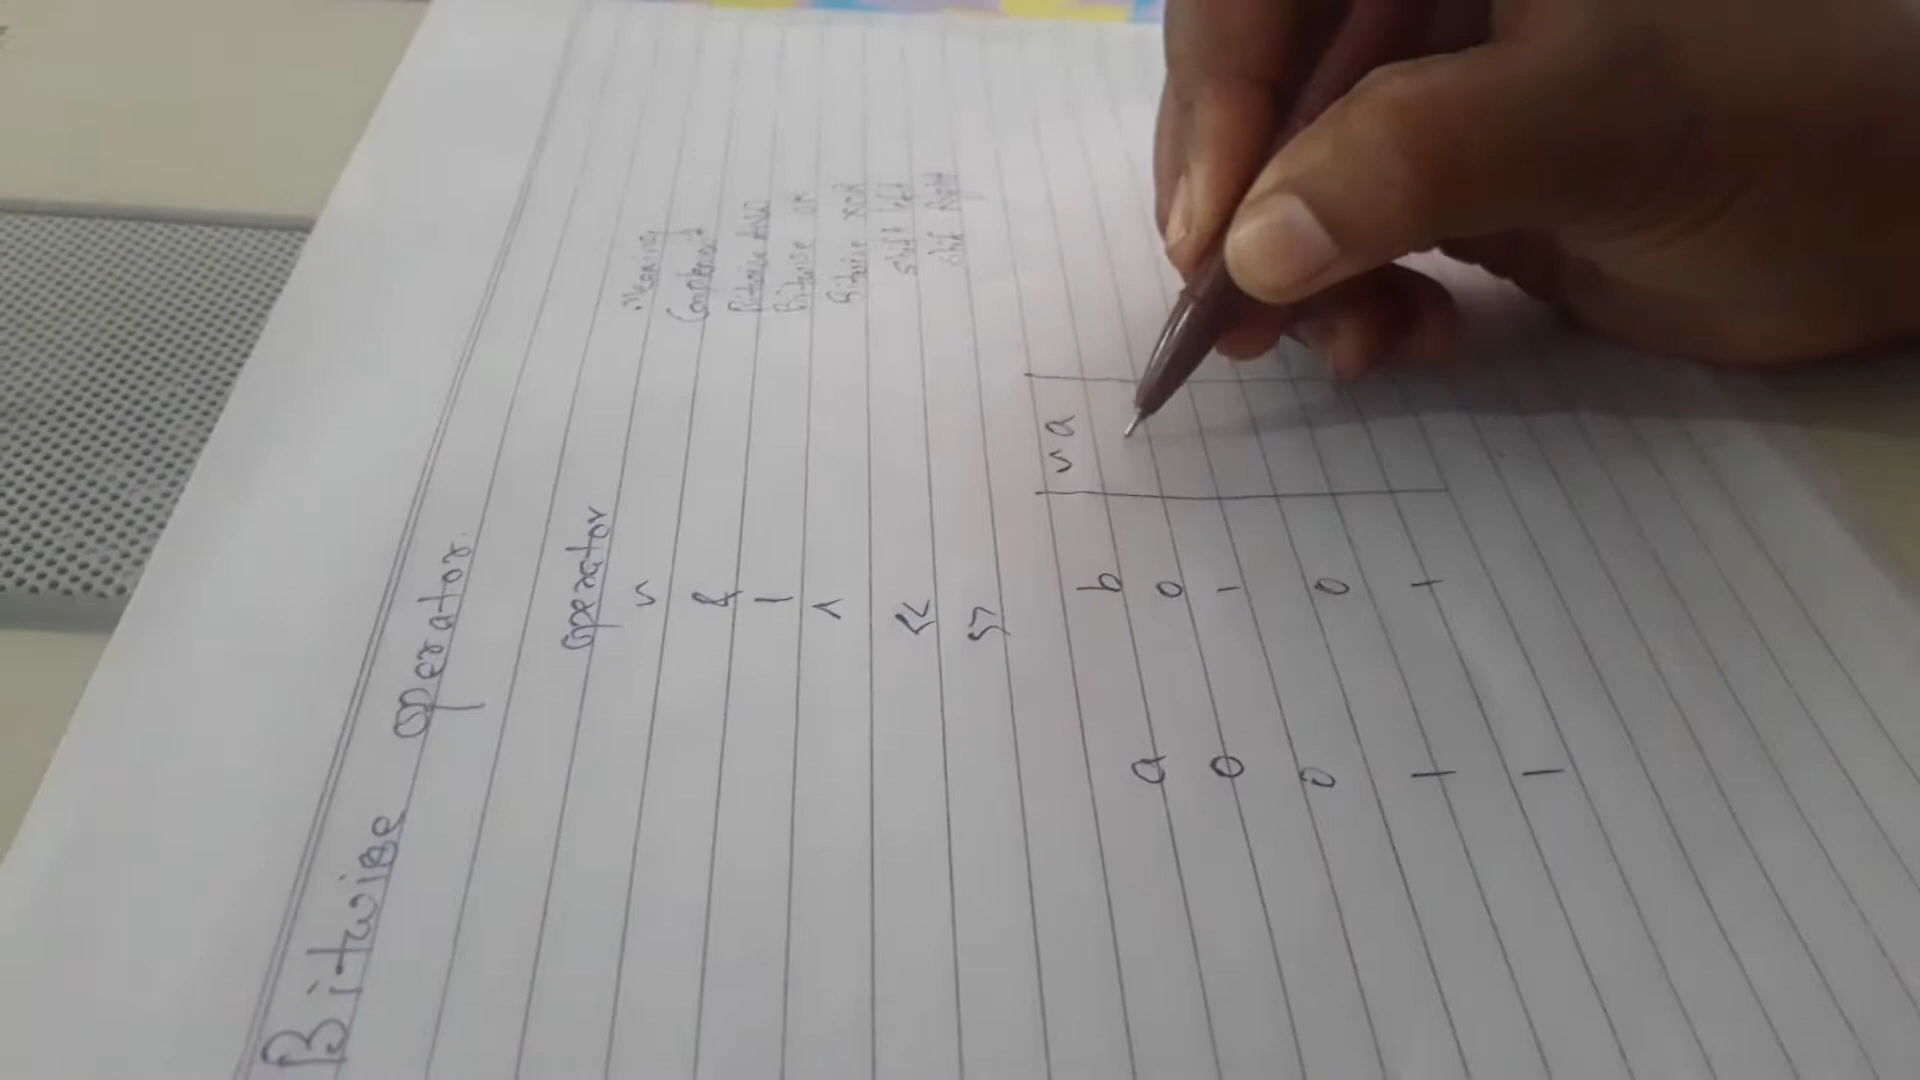 Bitwise operator.
operator Meaning
~ Complement
& Bitwise AND
| Bitwise OR
^ Bitwise XOR
<< shift left
>> shif Right
a b ~a
0 0
0 1
1 0
1 1